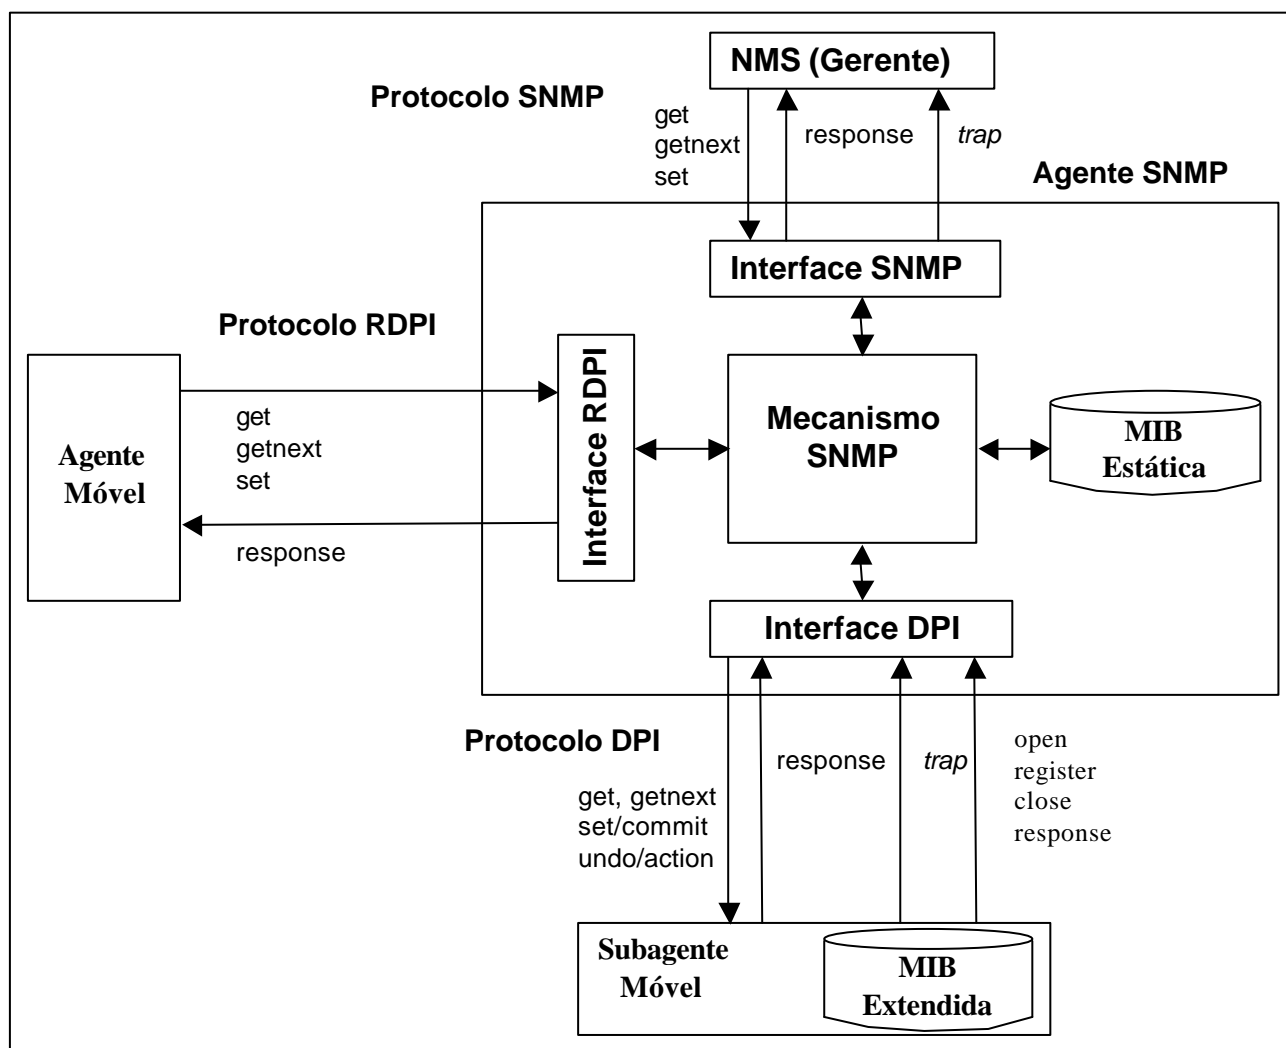 NMS (Gerente)
Protocolo SNMP
get
getnext
set
response
trap
Agente SNMP
Interface SNMP
Protocolo RDPI
Interface RDPI
Agente
Móvel
get
getnext
set
response
Mecanismo
SNMP
MIB
Estática
Interface DPI
Protocolo DPI
get, getnext
set/commit
undo/action
response
trap
open
register
close
response
Subagente
Móvel
MIB
Extendida